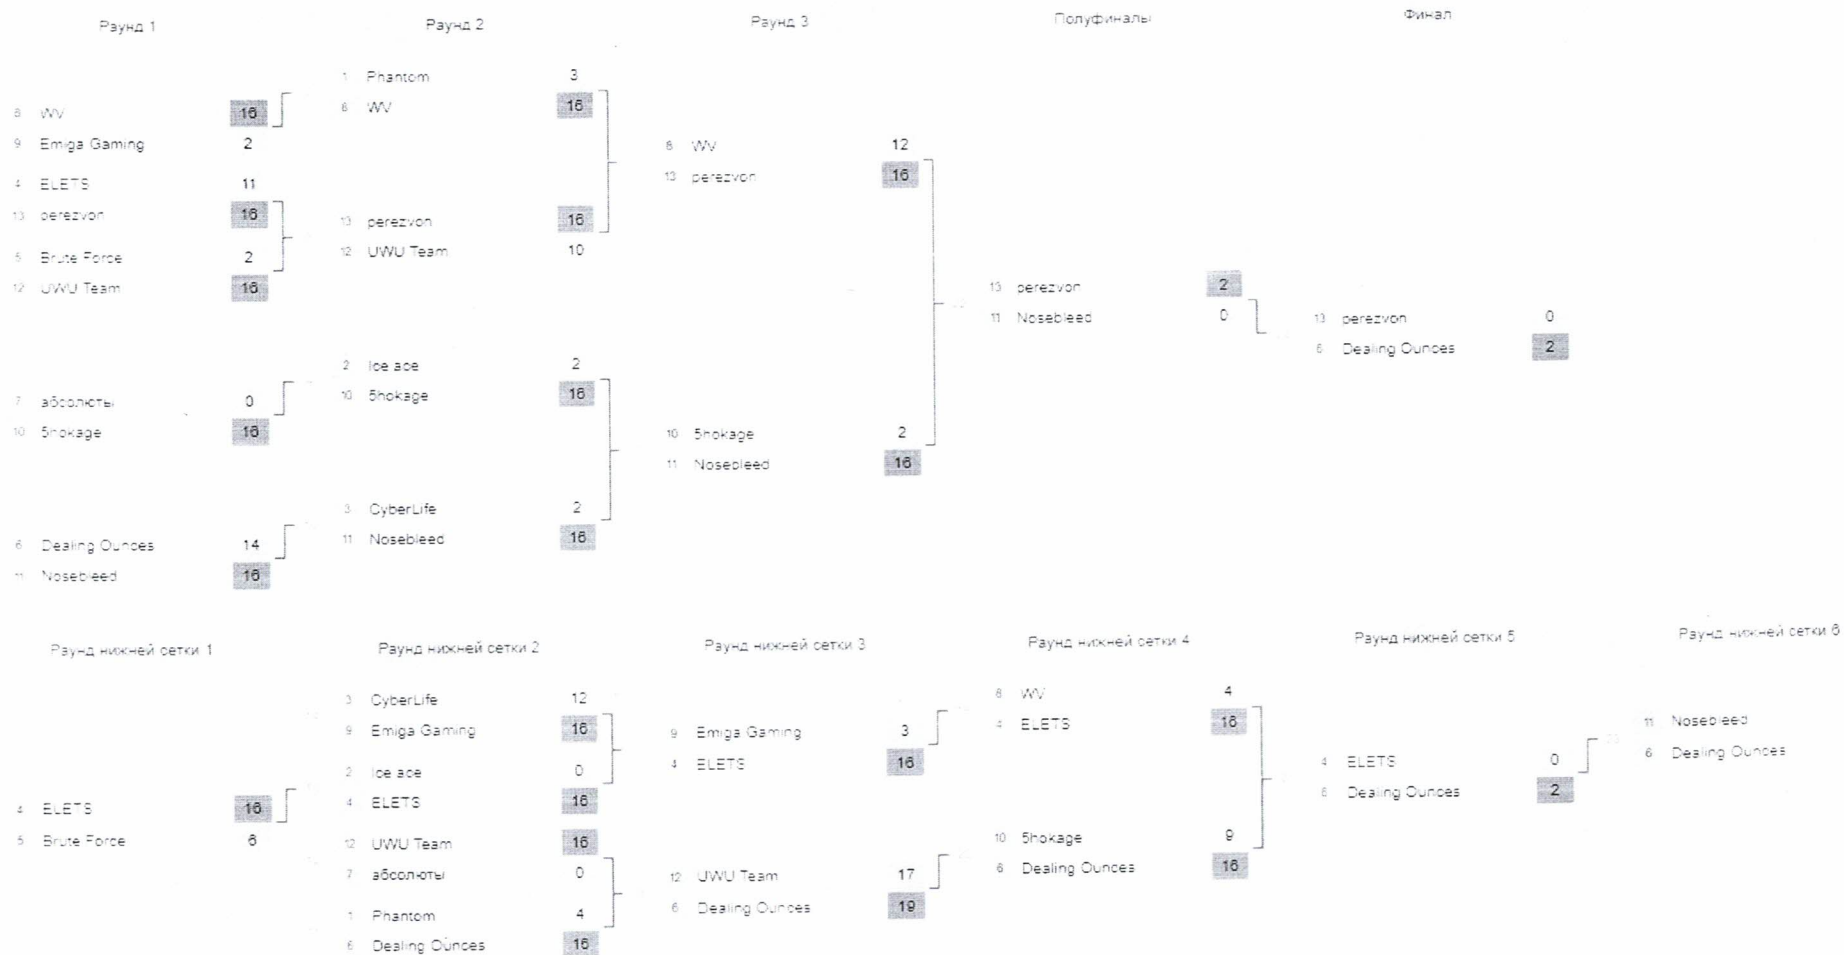 Раунд 1
Раунд 2
Раунд 3
Полуфиналы
Финал
8 WV 16
9 Emiga Gaming 2
4 ELETS 11
13 perezvon 16
5 Brute Force 2
12 UWU Team 16
7 абсолюты 0
10 5hokage 16
6 Dealing Ounces 14
11 Nosebleed 16
1 Phantom 3
8 WV 16
13 perezvon 16
12 UWU Team 10
2 Ice ace 2
10 5hokage 16
3 CyberLife 2
11 Nosebleed 16
8 WV 12
13 perezvon 16
10 5hokage 2
11 Nosebleed 16
13 perezvon 2
11 Nosebleed 0
13 perezvon 0
6 Dealing Ounces 2
Раунд нижней сетки 1
Раунд нижней сетки 2
Раунд нижней сетки 3
Раунд нижней сетки 4
Раунд нижней сетки 5
Раунд нижней сетки 6
4 ELETS 16
5 Brute Force 6
3 CyberLife 12
9 Emiga Gaming 16
2 Ice ace 0
4 ELETS 16
12 UWU Team 16
7 абсолюты 0
1 Phantom 4
6 Dealing Ounces 16
9 Emiga Gaming 3
4 ELETS 16
12 UWU Team 17
6 Dealing Ounces 19
8 WV 4
4 ELETS 16
10 5hokage 9
6 Dealing Ounces 16
4 ELETS 0
6 Dealing Ounces 2
11 Nosebleed
6 Dealing Ounces